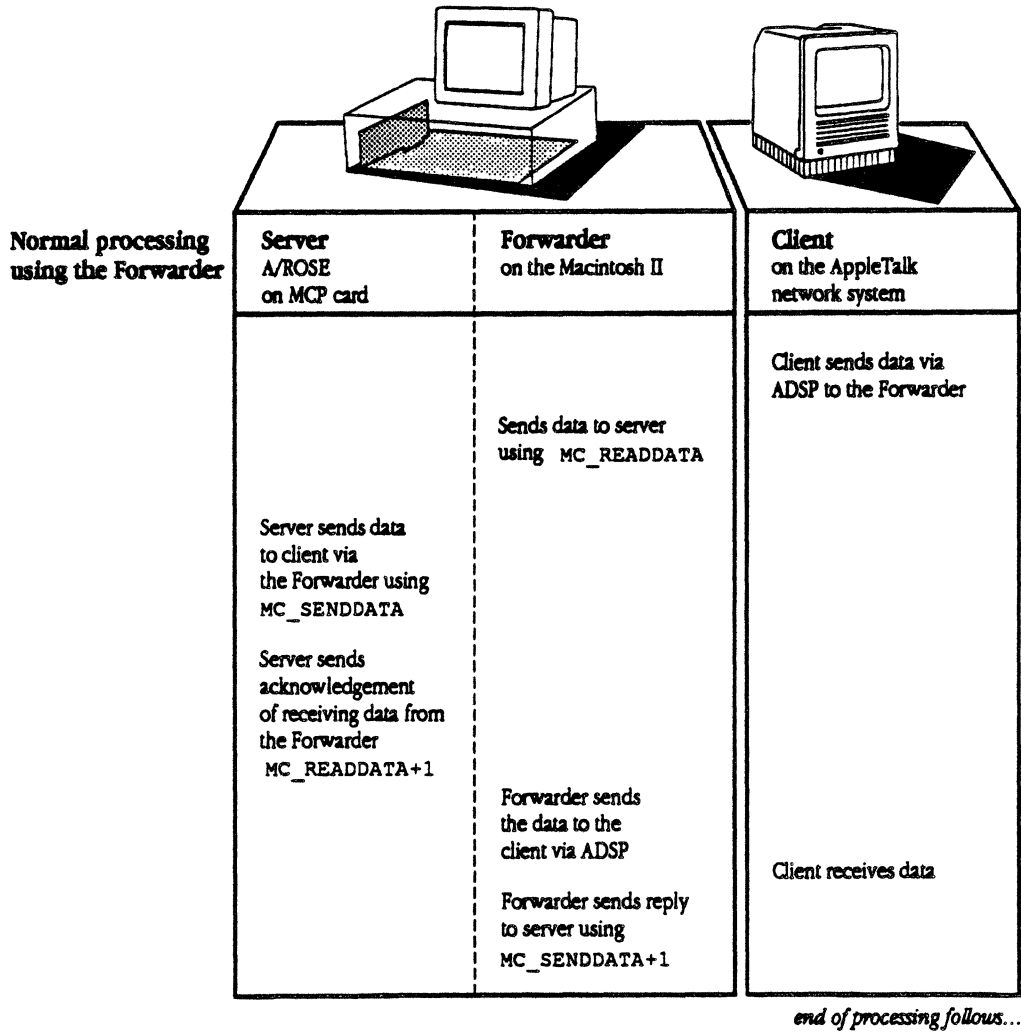 Normal processing
using the Forwarder
Server
A/ROSE
on MCP card
Forwarder
on the Macintosh II
Client
on the AppleTalk
network system
Client sends data via
ADSP to the Forwarder
Sends data to server
using MC_READDATA
Server sends data
to client via
the Forwarder using
MC_SENDDATA
Server sends
acknowledgement
of receiving data from
the Forwarder
MC_READDATA+1
Forwarder sends
the data to the
client via ADSP
Client receives data
Forwarder sends reply
to server using
MC_SENDDATA+1
end of processing follows...